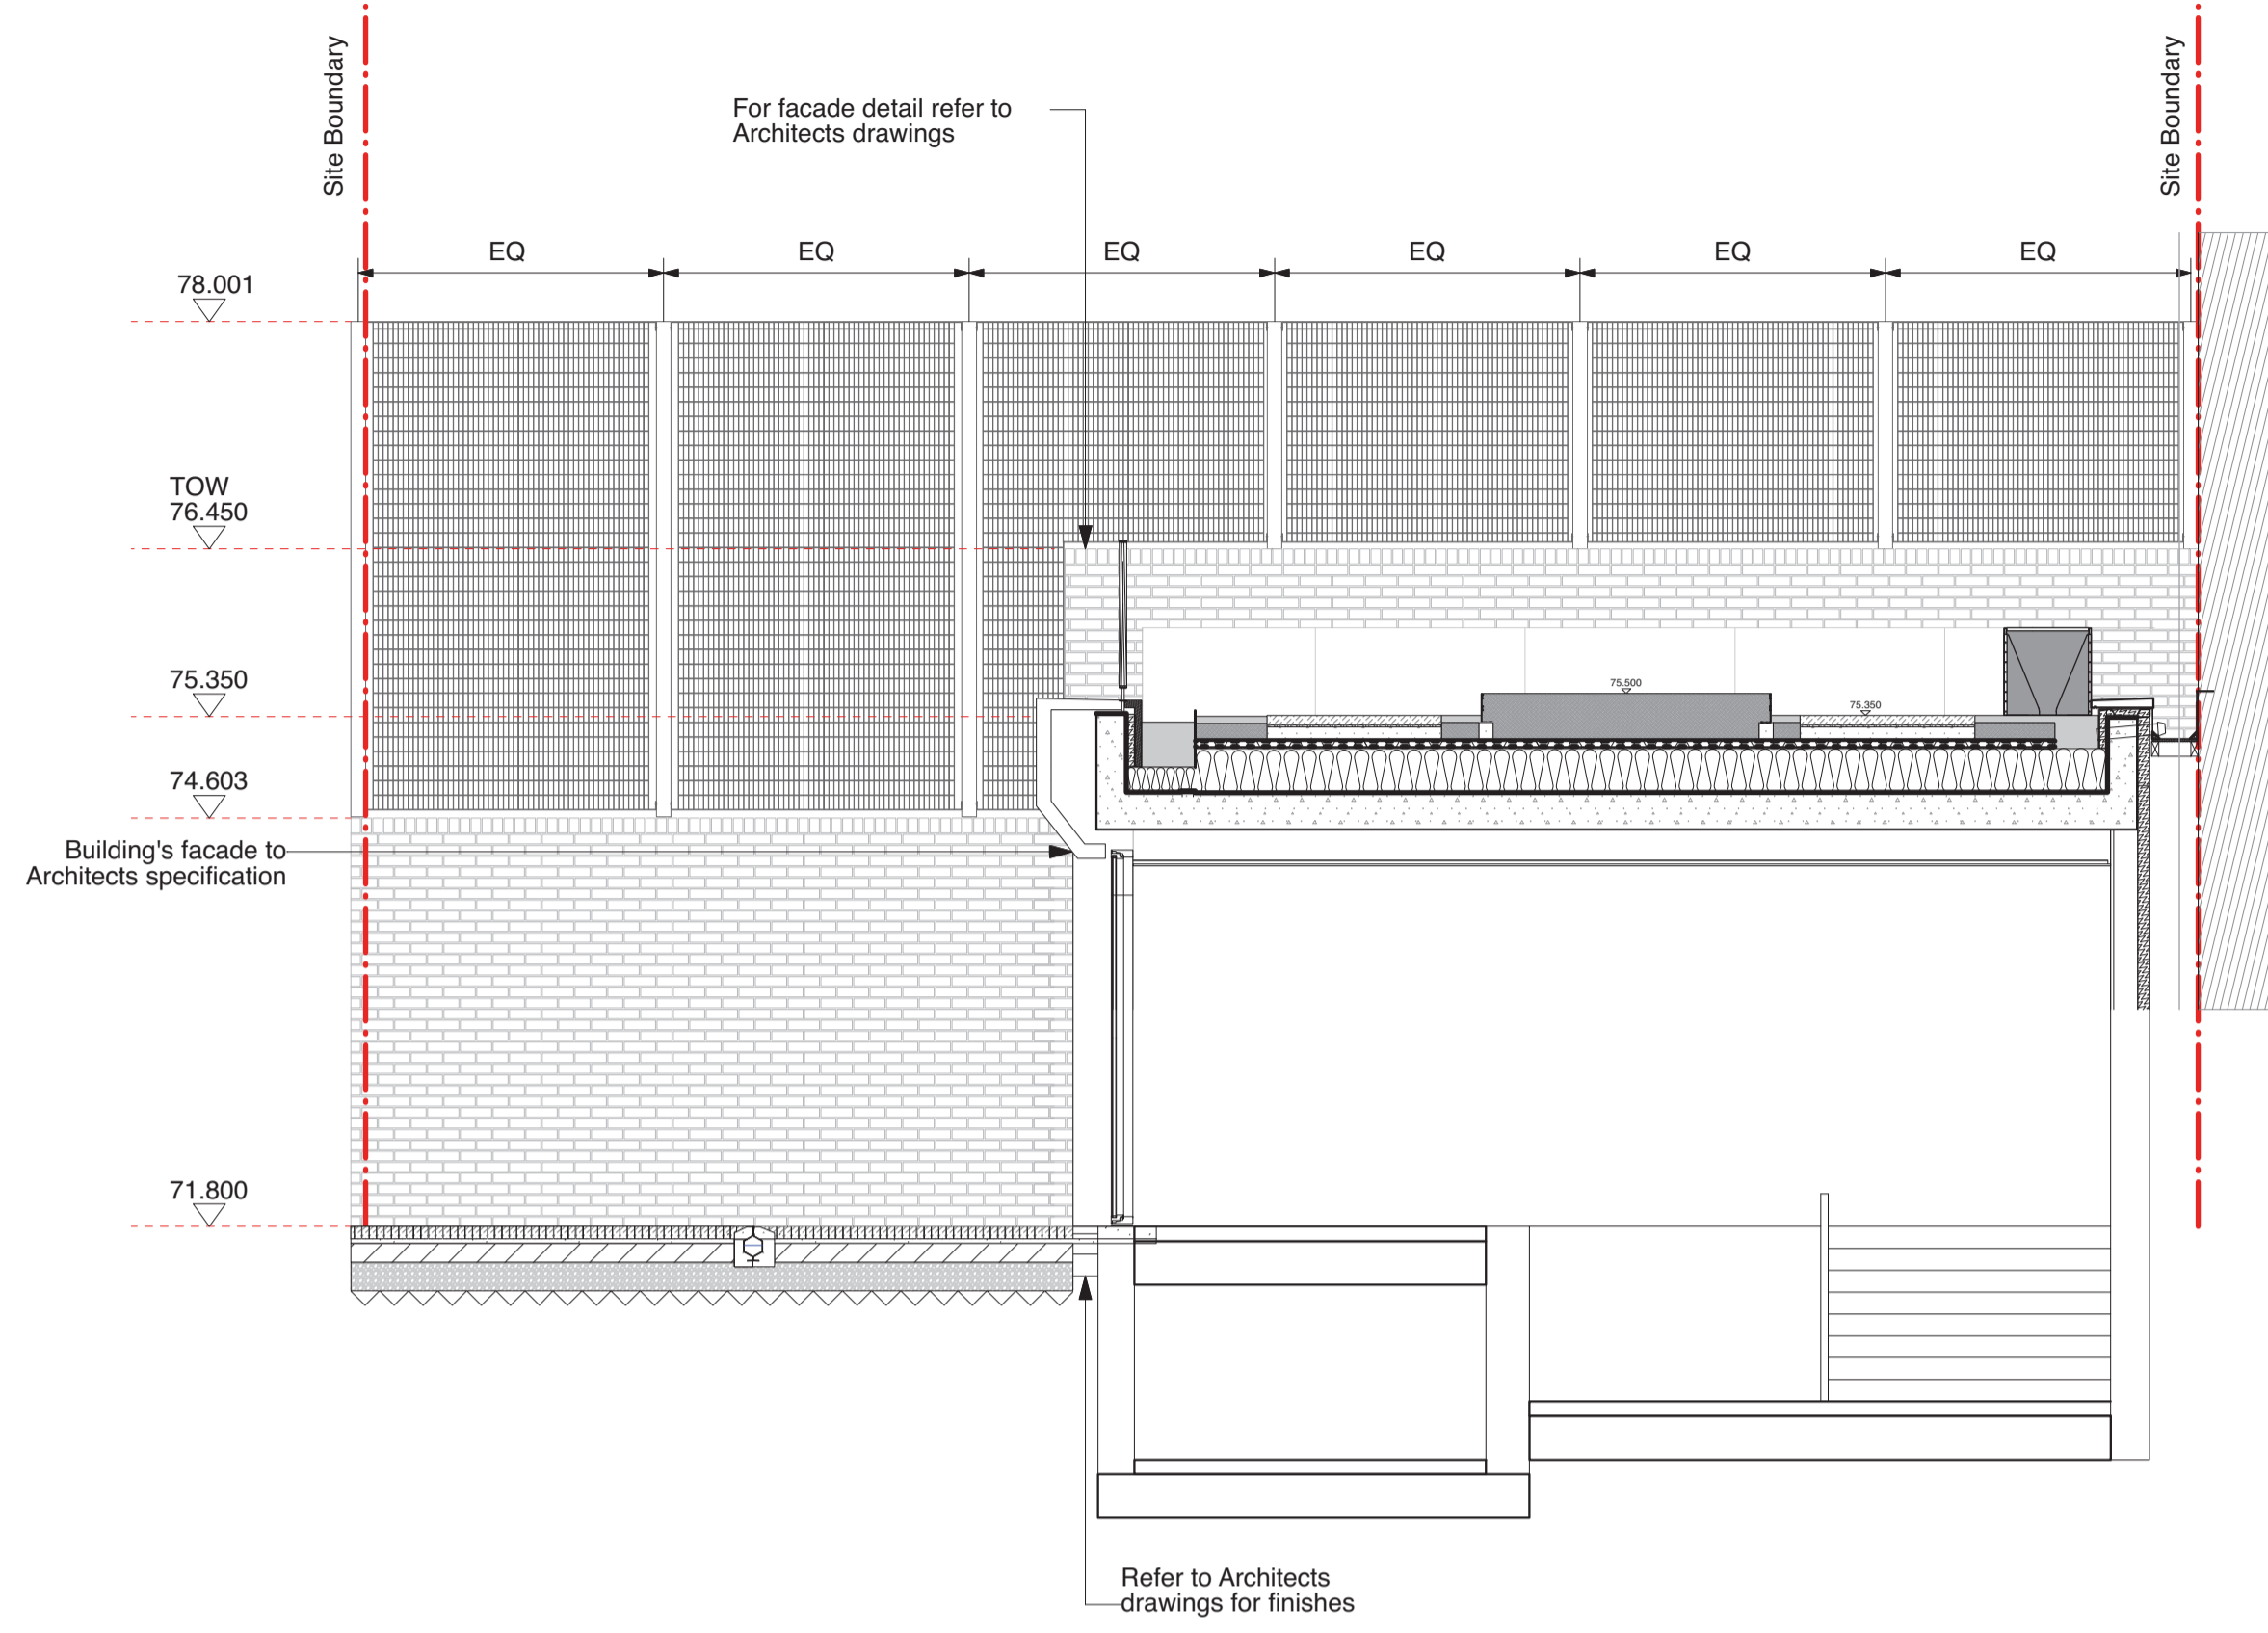 Site Boundary
Site Boundary
For facade detail refer to
Architects drawings
EQ
EQ
EQ
EQ
EQ
EQ
78.001
TOW
76.450
75.350
75.500
75.350
74.603
Building's facade to
Architects specification
71.800
Refer to Architects
drawings for finishes